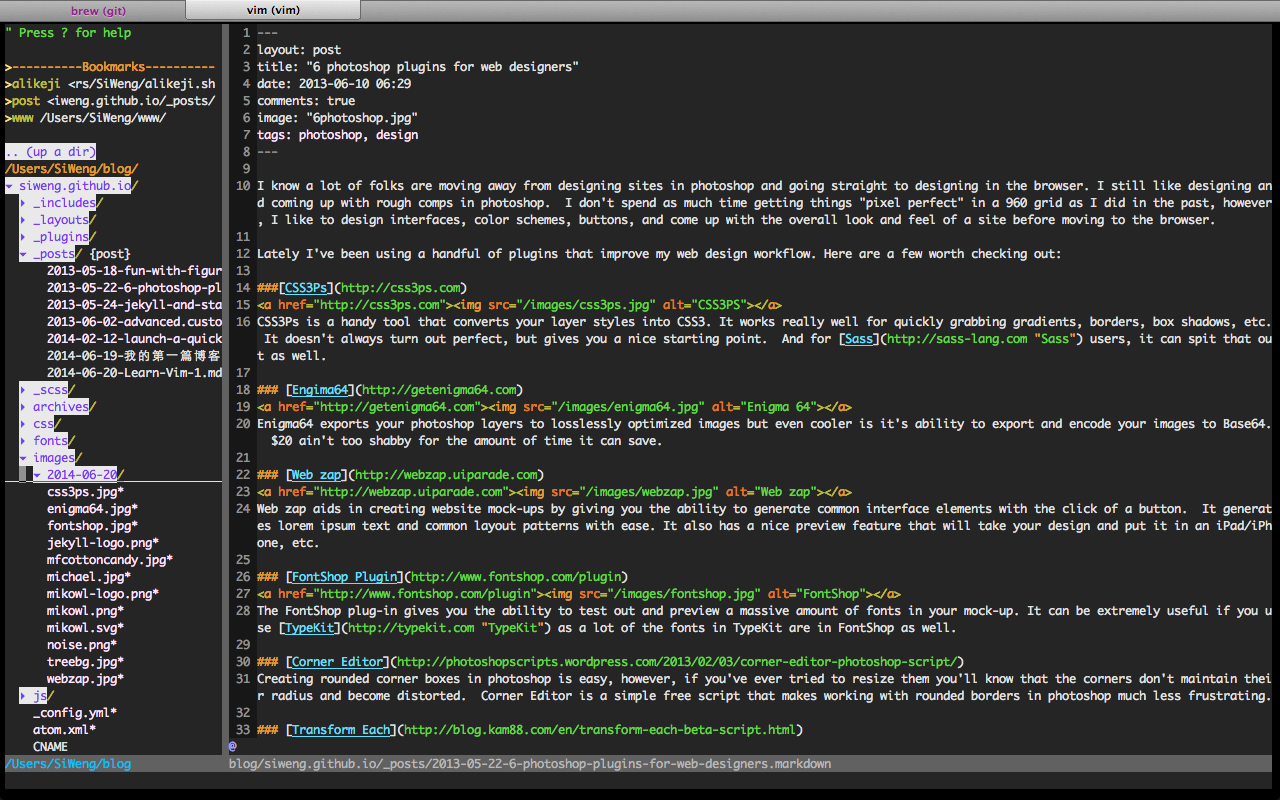 brew (git)
vim (vim)
" Press ? for help
>----------Bookmarks----------
>alikeji <rs/SiWeng/alikeji.sh
>post <iweng.github.io/_posts/
>www /Users/SiWeng/www/
.. (up a dir)
/Users/SiWeng/blog/
▾ siweng.github.io/
▸ _includes/
▸ _layouts/
▸ _plugins/
▾ _posts/ {post}
2013-05-18-fun-with-figur
2013-05-22-6-photoshop-pl
2013-05-24-jekyll-and-sta
2013-06-02-advanced.custo
2014-02-12-launch-a-quick
2014-06-19-我的第一篇博客
2014-06-20-Learn-Vim-1.md
▸ _scss/
▸ archives/
▸ css/
▸ fonts/
▾ images/
▾ 2014-06-20/
css3ps.jpg*
enigma64.jpg*
fontshop.jpg*
jekyll-logo.png*
mfcottoncandy.jpg*
michael.jpg*
mikowl-logo.png*
mikowl.png*
mikowl.svg*
noise.png*
treebg.jpg*
webzap.jpg*
▸ js/
_config.yml*
atom.xml*
CNAME
/Users/SiWeng/blog
1 ---
2 layout: post
3 title: "6 photoshop plugins for web designers"
4 date: 2013-06-10 06:29
5 comments: true
6 image: "6photoshop.jpg"
7 tags: photoshop, design
8 ---
9
10 I know a lot of folks are moving away from designing sites in photoshop and going straight to designing in the browser. I still like designing an
d coming up with rough comps in photoshop.  I don't spend as much time getting things "pixel perfect" in a 960 grid as I did in the past, however
, I like to design interfaces, color schemes, buttons, and come up with the overall look and feel of a site before moving to the browser.
11
12 Lately I've been using a handful of plugins that improve my web design workflow. Here are a few worth checking out:
13
14 ###[CSS3Ps](http://css3ps.com)
15 <a href="http://css3ps.com"><img src="/images/css3ps.jpg" alt="CSS3PS"></a>
16 CSS3Ps is a handy tool that converts your layer styles into CSS3. It works really well for quickly grabbing gradients, borders, box shadows, etc.
It doesn't always turn out perfect, but gives you a nice starting point.  And for [Sass](http://sass-lang.com "Sass") users, it can spit that ou
t as well.
17
18 ### [Engima64](http://getenigma64.com)
19 <a href="http://getenigma64.com"><img src="/images/enigma64.jpg" alt="Enigma 64"></a>
20 Enigma64 exports your photoshop layers to losslessly optimized images but even cooler is it's ability to export and encode your images to Base64.
$20 ain't too shabby for the amount of time it can save.
21
22 ### [Web zap](http://webzap.uiparade.com)
23 <a href="http://webzap.uiparade.com"><img src="/images/webzap.jpg" alt="Web zap"></a>
24 Web zap aids in creating website mock-ups by giving you the ability to generate common interface elements with the click of a button.  It generat
es lorem ipsum text and common layout patterns with ease. It also has a nice preview feature that will take your design and put it in an iPad/iPh
one, etc.
25
26 ### [FontShop Plugin](http://www.fontshop.com/plugin)
27 <a href="http://www.fontshop.com/plugin"><img src="/images/fontshop.jpg" alt="FontShop"></a>
28 The FontShop plug-in gives you the ability to test out and preview a massive amount of fonts in your mock-up. It can be extremely useful if you u
se [TypeKit](http://typekit.com "TypeKit") as a lot of the fonts in TypeKit are in FontShop as well.
29
30 ### [Corner Editor](http://photoshopscripts.wordpress.com/2013/02/03/corner-editor-photoshop-script/)
31 Creating rounded corner boxes in photoshop is easy, however, if you've ever tried to resize them you'll know that the corners don't maintain thei
r radius and become distorted.  Corner Editor is a simple free script that makes working with rounded borders in photoshop much less frustrating.
32
33 ### [Transform Each](http://blog.kam88.com/en/transform-each-beta-script.html)
@
blog/siweng.github.io/_posts/2013-05-22-6-photoshop-plugins-for-web-designers.markdown